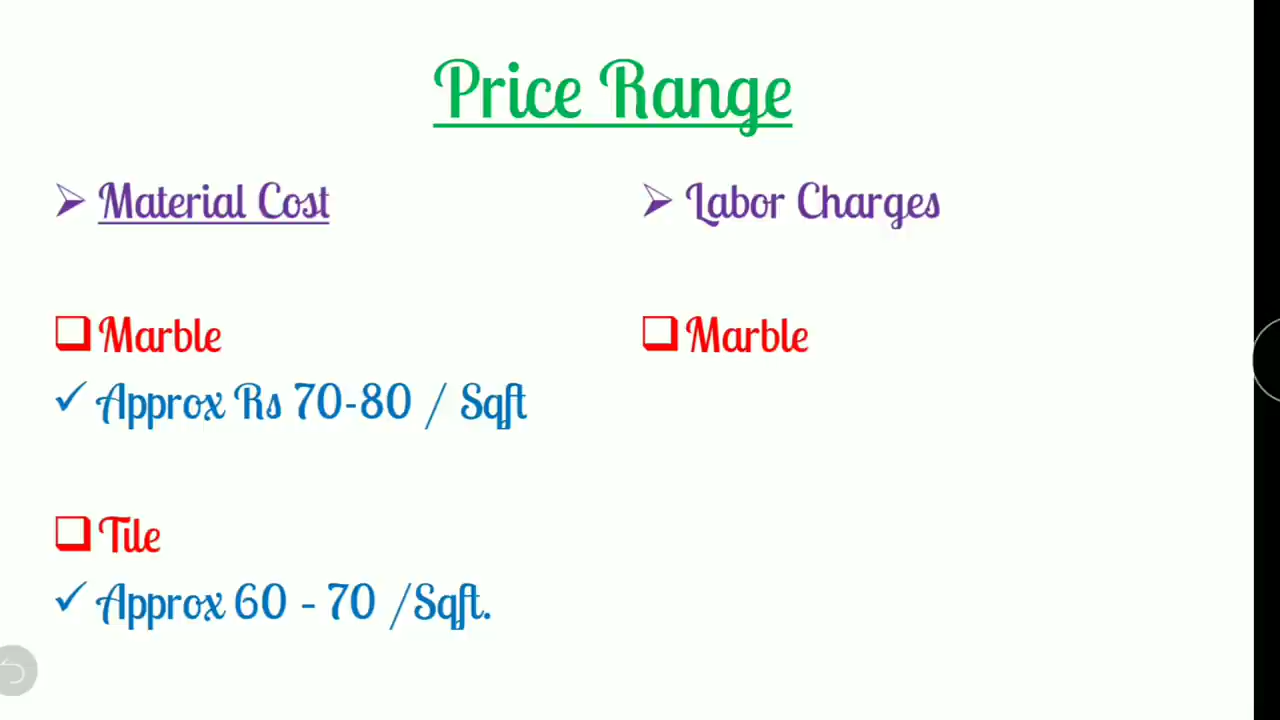 Price Range
Material Cost
Marble
Approx Rs 70-80 / Sqft
Tile
Approx 60 - 70 /Sqft.
Labor Charges
Marble